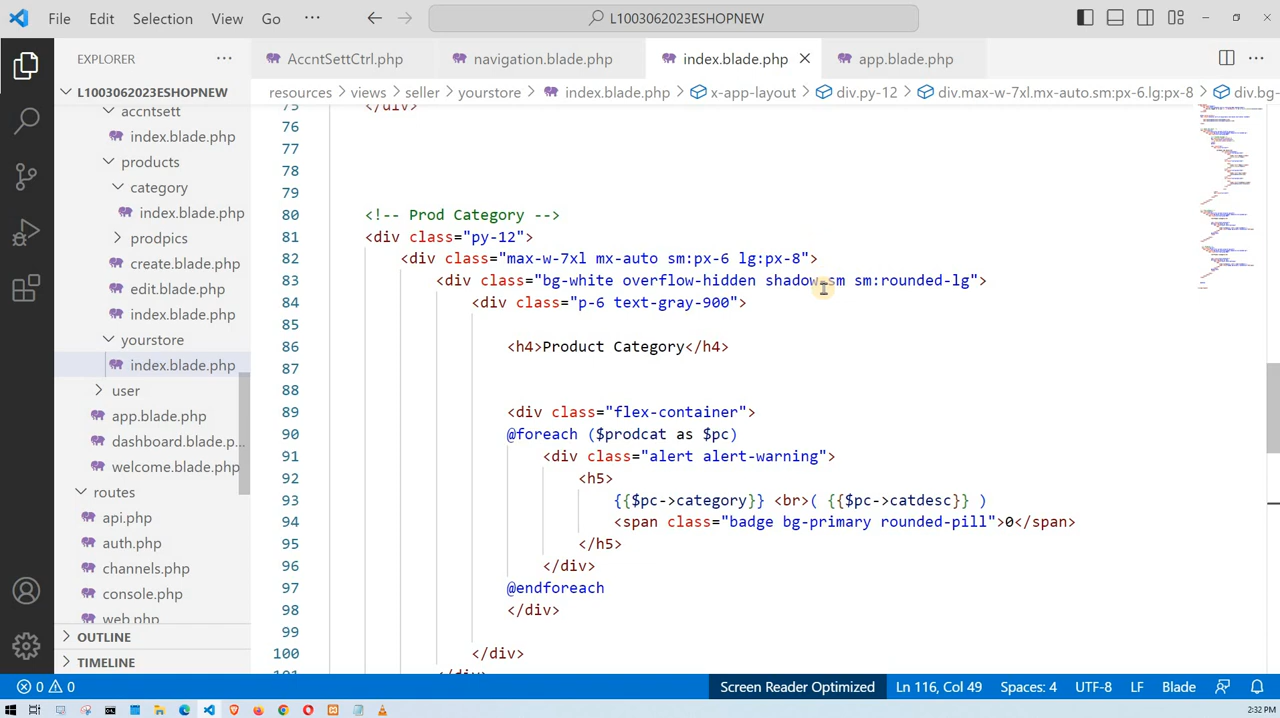 File Edit Selection View Go ··· L1003062023ESHOPNEW
EXPLORER ···
AccntSettCtrl.php navigation.blade.php index.blade.php app.blade.php ···
L1003062023ESHOPNEW
resources > views > seller > yourstore > index.blade.php > x-app-layout > div.py-12 > div.max-w-7xl.mx-auto.sm:px-6.lg:px-8 > div.bg-
accntsett
index.blade.php
products
category
index.blade.php
prodpics
create.blade.php
edit.blade.php
index.blade.php
yourstore
index.blade.php
user
app.blade.php
dashboard.blade.p...
welcome.blade.php
routes
api.php
auth.php
channels.php
console.php
web.php
OUTLINE
TIMELINE
75 </div>
76
77
78
79
80 <!-- Prod Category -->
81 <div class="py-12">
82 <div class="max-w-7xl mx-auto sm:px-6 lg:px-8">
83 <div class="bg-white overflow-hidden shadow-sm sm:rounded-lg">
84 <div class="p-6 text-gray-900">
85
86 <h4>Product Category</h4>
87
88
89 <div class="flex-container">
90 @foreach ($prodcat as $pc)
91 <div class="alert alert-warning">
92 <h5>
93 {{$pc->category}} <br>( {{$pc->catdesc}} )
94 <span class="badge bg-primary rounded-pill">0</span>
95 </h5>
96 </div>
97 @endforeach
98 </div>
99
100 </div>
101 </div>
0 0 Screen Reader Optimized Ln 116, Col 49 Spaces: 4 UTF-8 LF Blade
2:32 PM